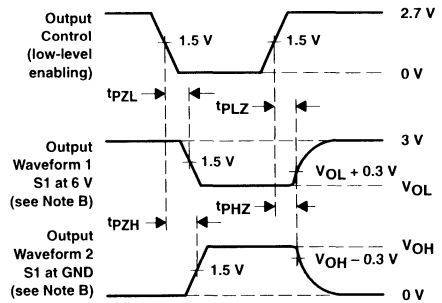 Output
Control
(low-level
enabling)
1.5 V
1.5 V
2.7 V
0 V
tPZL
tPLZ
Output
Waveform 1
S1 at 6 V
(see Note B)
1.5 V
3 V
VOL + 0.3 V
VOL
tPZH
tPHZ
Output
Waveform 2
S1 at GND
(see Note B)
1.5 V
VOH
VOH − 0.3 V
0 V